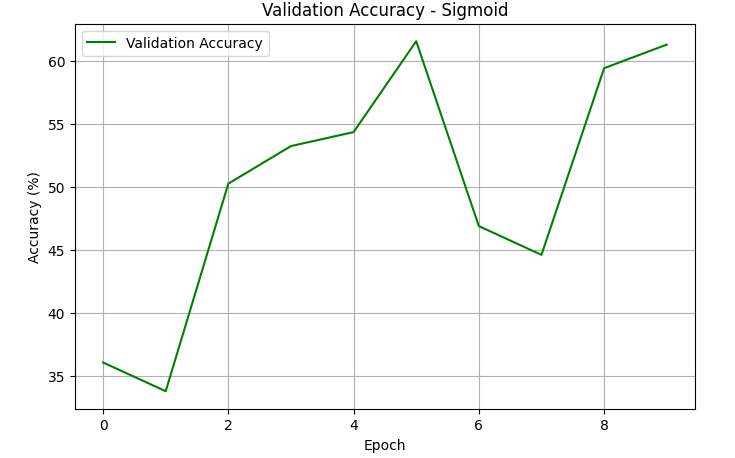 Validation Accuracy - Sigmoid
Validation Accuracy
Accuracy (%)
60
55
50
45
40
35
0 2 4 6 8
Epoch